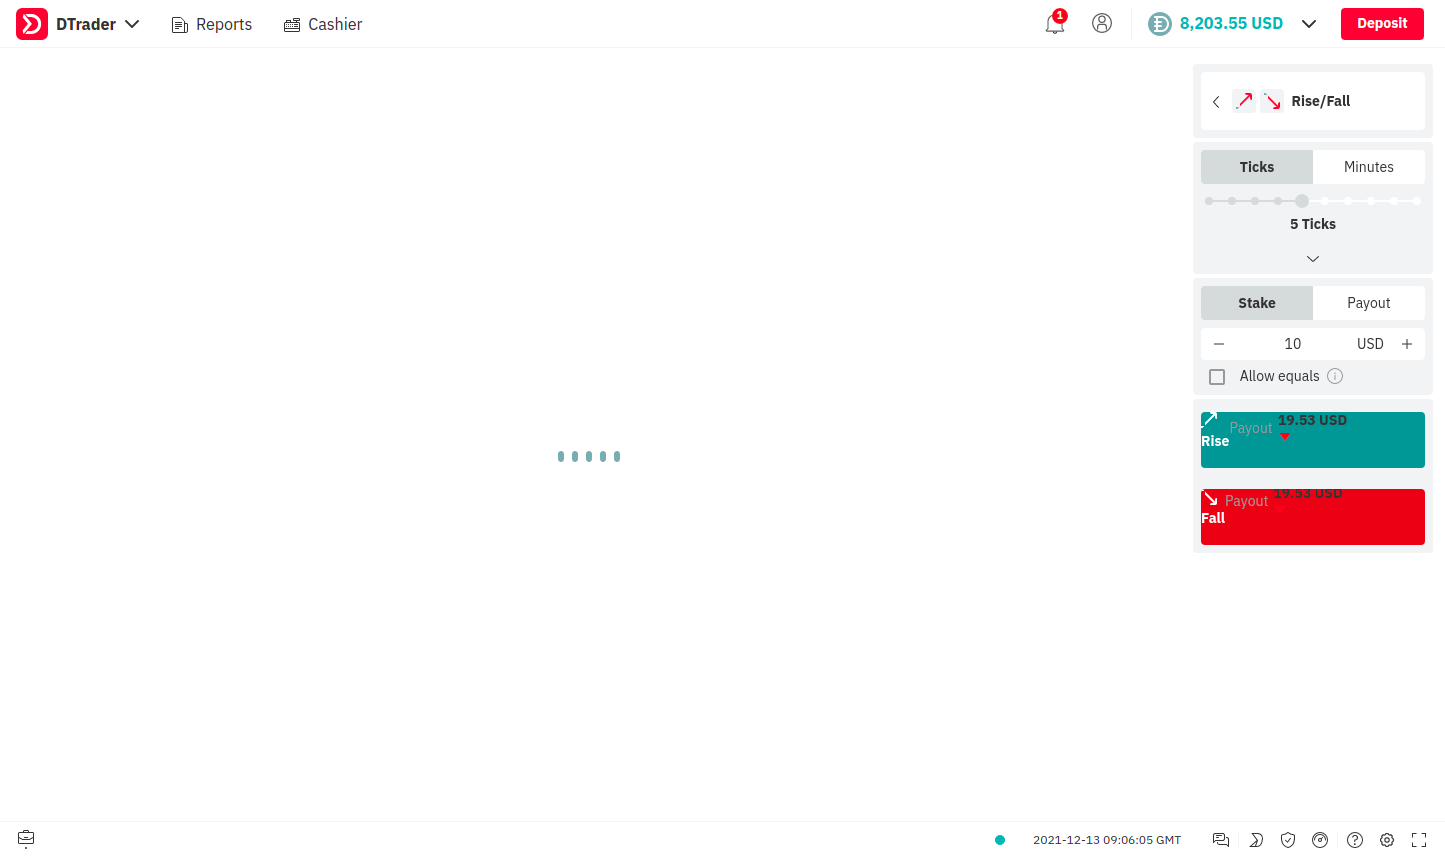 DTrader Reports Cashier 1 8,203.55 USD Deposit
Rise/Fall
Ticks Minutes
5 Ticks
Stake Payout
10 USD
Allow equals
19.53 USD
Payout
Rise
19.53 USD
Payout
Fall
2021-12-13 09:06:05 GMT